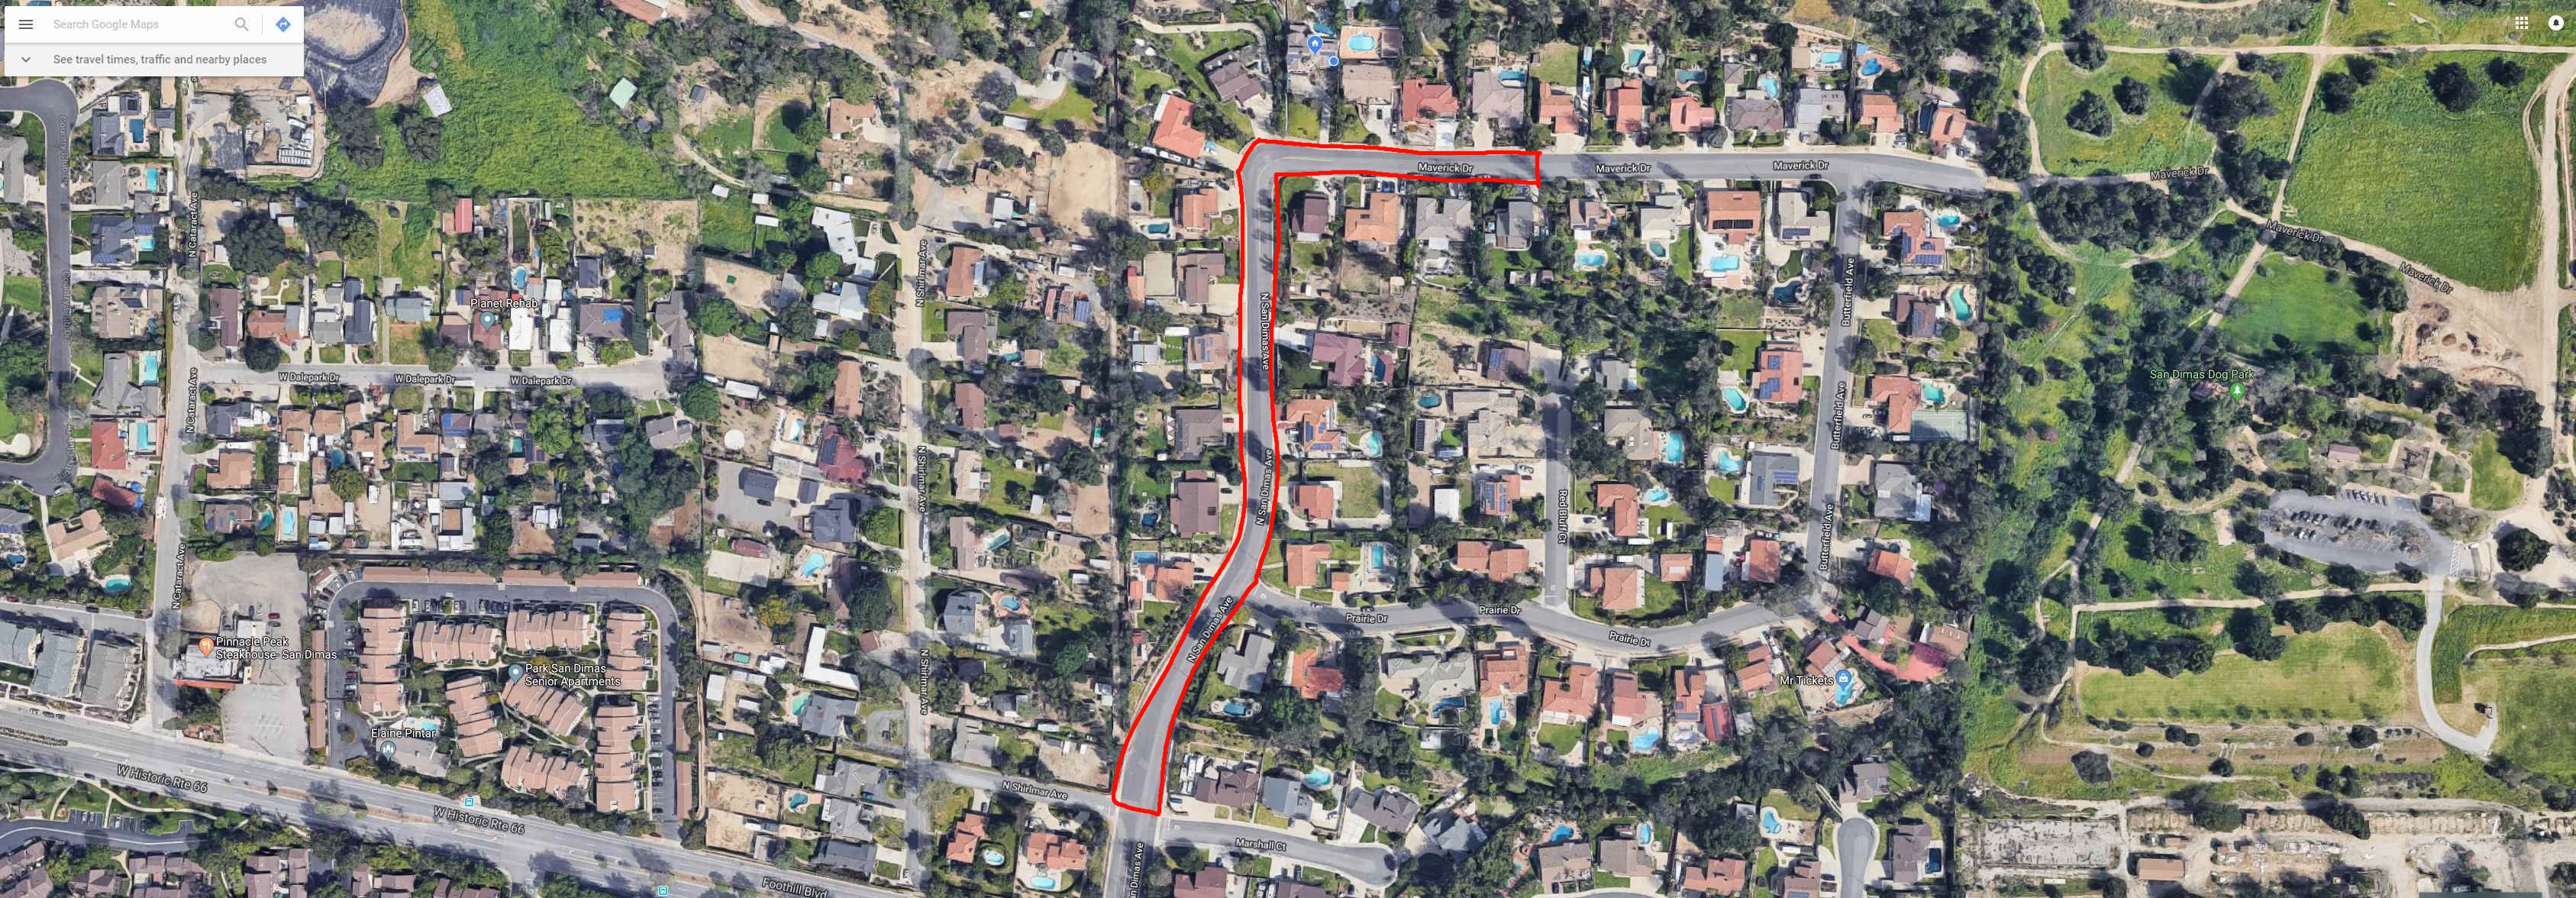 Search Google Maps
See travel times, traffic and nearby places
Maverick Dr
Maverick Dr
Maverick Dr
Maverick Dr
Maverick Dr
Maverick Dr
N Cataract Ave
N Shirlmar Ave
N San Dimas Ave
Butterfield Ave
Planet Rehab
W Dalepark Dr
W Dalepark Dr
W Dalepark Dr
N Cataract Ave
San Dimas Dog Park
Butterfield Ave
N Shirlmar Ave
N San Dimas Ave
Red Bluff Ct
Butterfield Ave
N Cataract Ave
N San Dimas Ave
Prairie Dr
Prairie Dr
Prairie Dr
Pinnacle Peak
Steakhouse- San Dimas
Park San Dimas
Senior Apartments
N Shirlmar Ave
Mr Tickets
Elaine Pintar
W Historic Rte 66
W Historic Rte 66
N Shirlmar Ave
Marshall Ct
Foothill Blvd